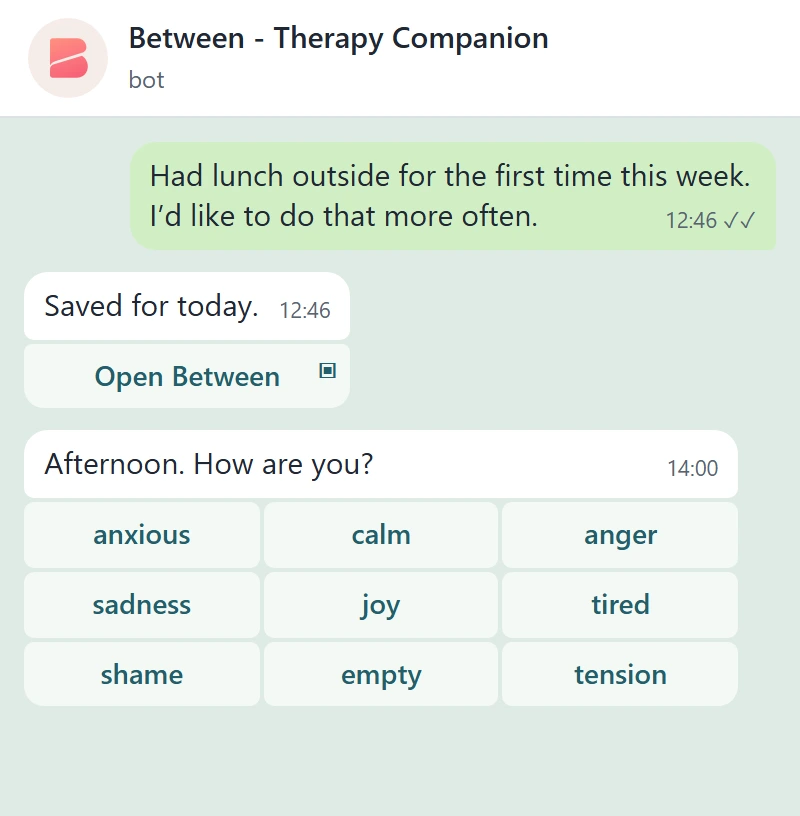 Between - Therapy Companion
bot
Had lunch outside for the first time this week.
I’d like to do that more often. 12:46 ✓✓
Saved for today. 12:46
Open Between
Afternoon. How are you? 14:00
anxious calm anger
sadness joy tired
shame empty tension